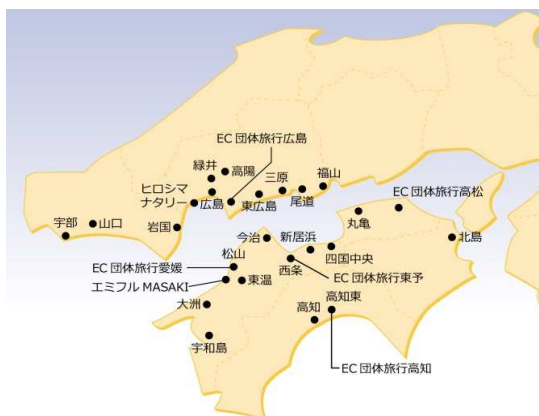 EC 団体旅行広島
緑井
高陽
三原
福山
ヒロシマ
ナタリー
広島
東広島
尾道
EC 団体旅行高松
丸亀
宇部
山口
岩国
今治
新居浜
北島
松山
四国中央
EC 団体旅行愛媛
西条
EC 団体旅行東予
エミフル MASAKI
東温
高知東
大洲
高知
宇和島
EC 団体旅行高知